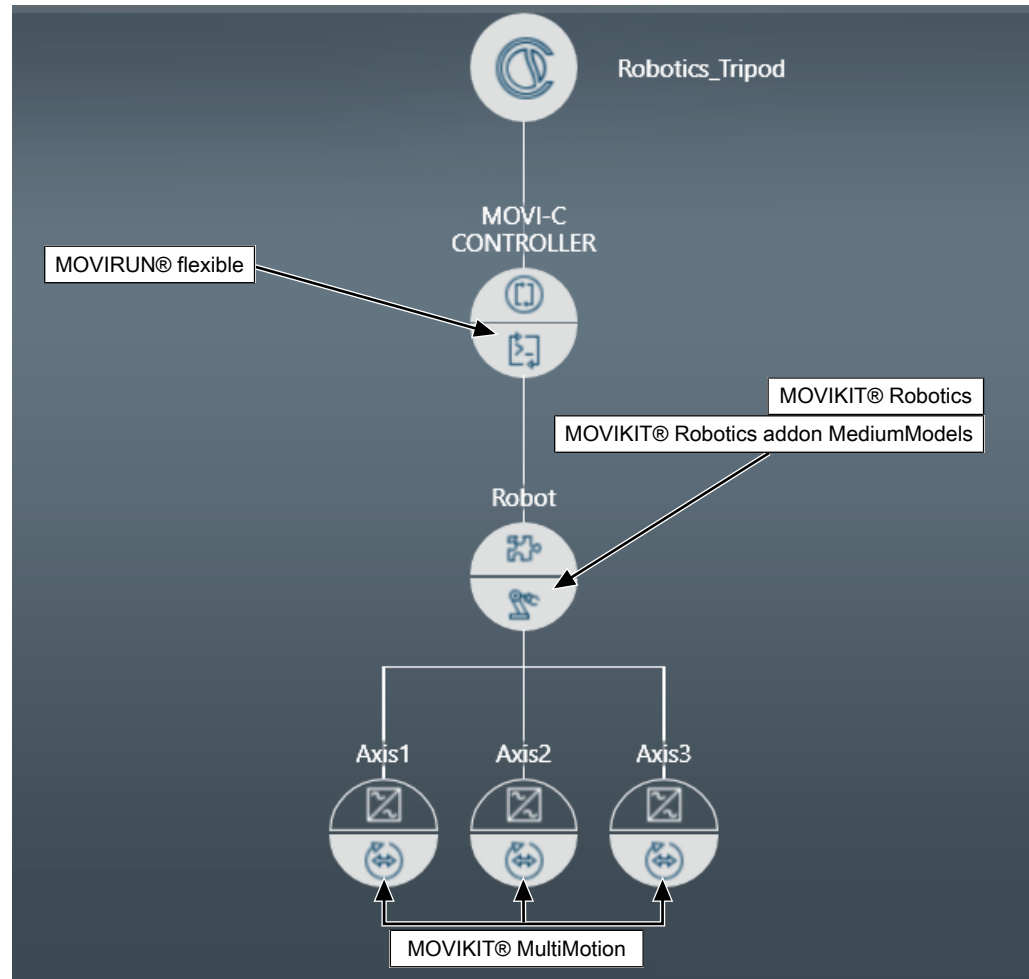 Robotics_Tripod
MOVI-C
CONTROLLER
MOVIRUN® flexible
MOVIKIT® Robotics
MOVIKIT® Robotics addon MediumModels
Robot
Axis1
Axis2
Axis3
MOVIKIT® MultiMotion